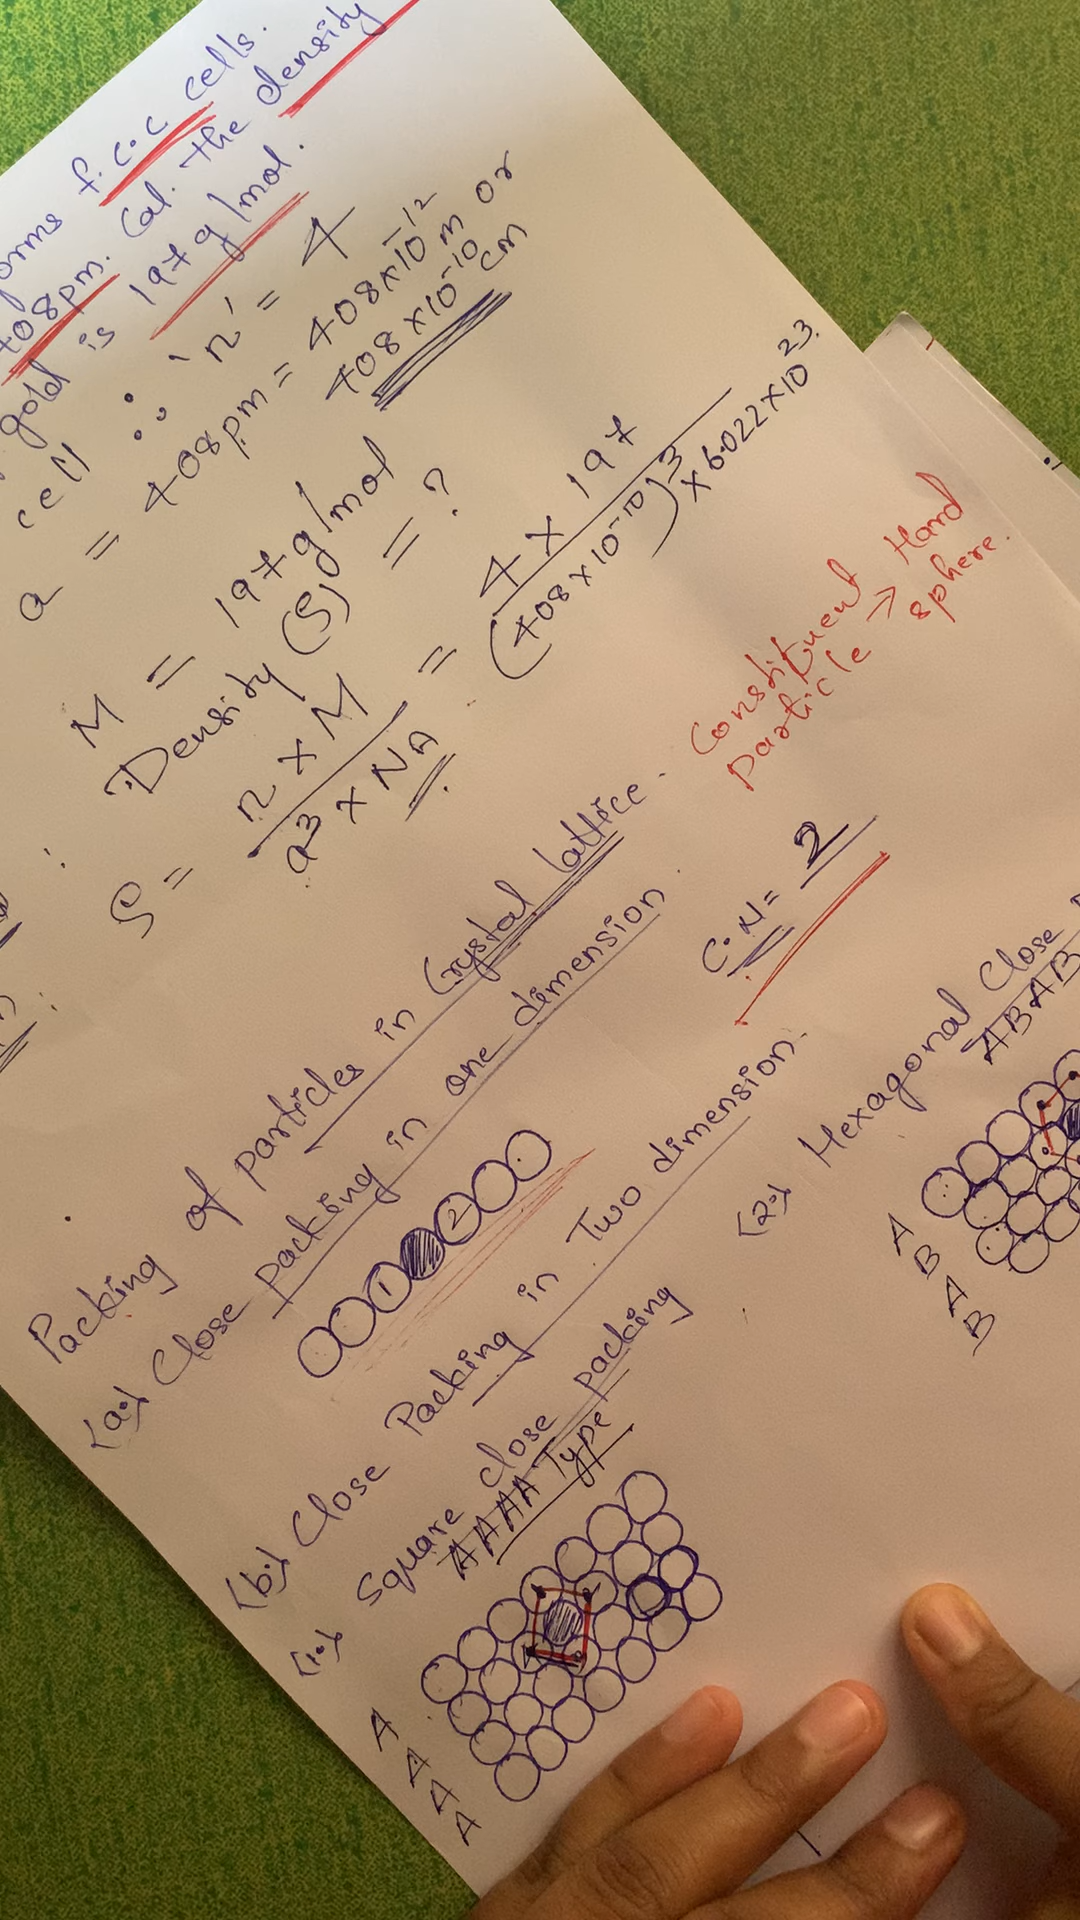 forms f.c.c. cells.
408pm. Cal. the density
gold is 197 g/mol.
cell ∴ 'n' = 4
a = 408pm = 408×10⁻¹² m or
408×10⁻¹⁰ cm
M = 197 g/mol
Density (ρ) = ?
ρ = n × M / a³ × NA = 4 × 197 / (408×10⁻¹⁰)³ × 6.022×10²³.
Packing of particles in Crystal lattice.
Constituent particle → Hard sphere.
(a.) Close packing in one dimension.
1 2
C.N = 2
(b.) Close Packing in Two dimension.
(1.) Square close packing
AAAA Type
A
A
A
A
(2.) Hexagonal Close
ABAB
A
B
A
B